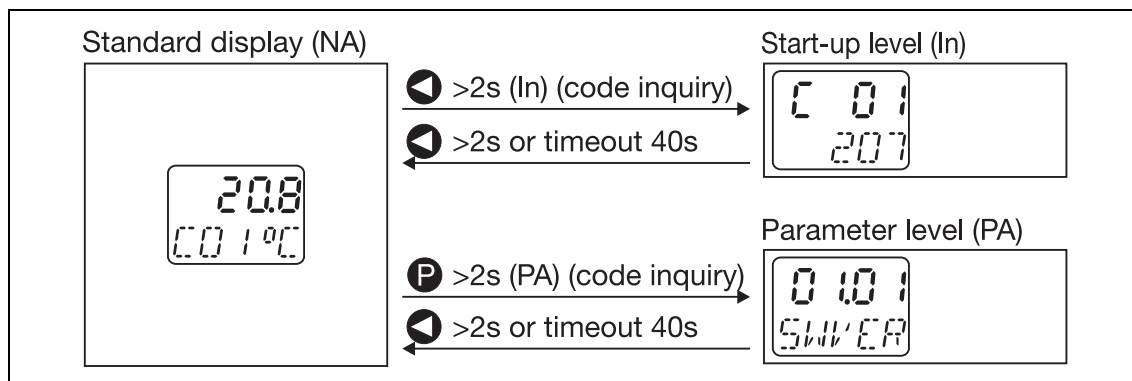 Standard display (NA)
20.8
C01°C
◄ >2s (In) (code inquiry)
◄ >2s or timeout 40s
P >2s (PA) (code inquiry)
◄ >2s or timeout 40s
Start-up level (In)
C 01
207
Parameter level (PA)
01.01
SWVER